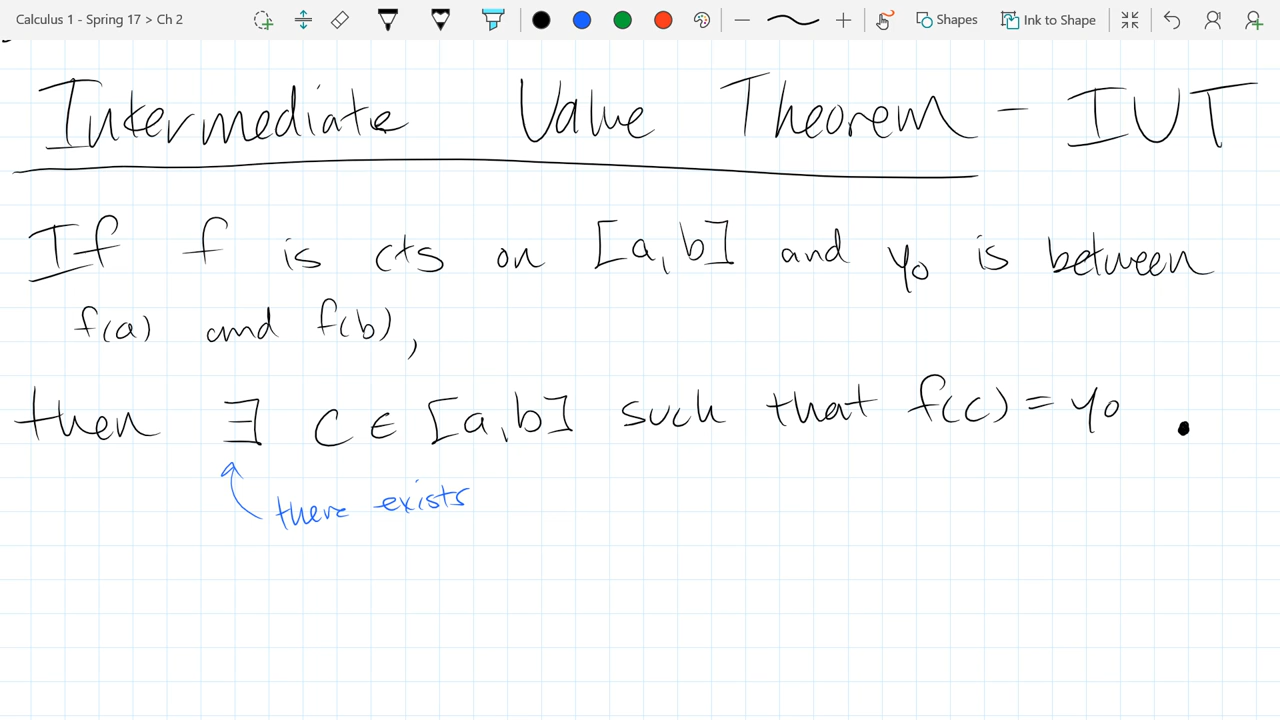 Calculus 1 - Spring 17 > Ch 2 Shapes Ink to Shape
Intermediate Value Theorem - IVT
If f is cts on [a,b] and y₀ is between
f(a) and f(b),
then ∃ c ∈ [a,b] such that f(c) = y₀ .
there exists